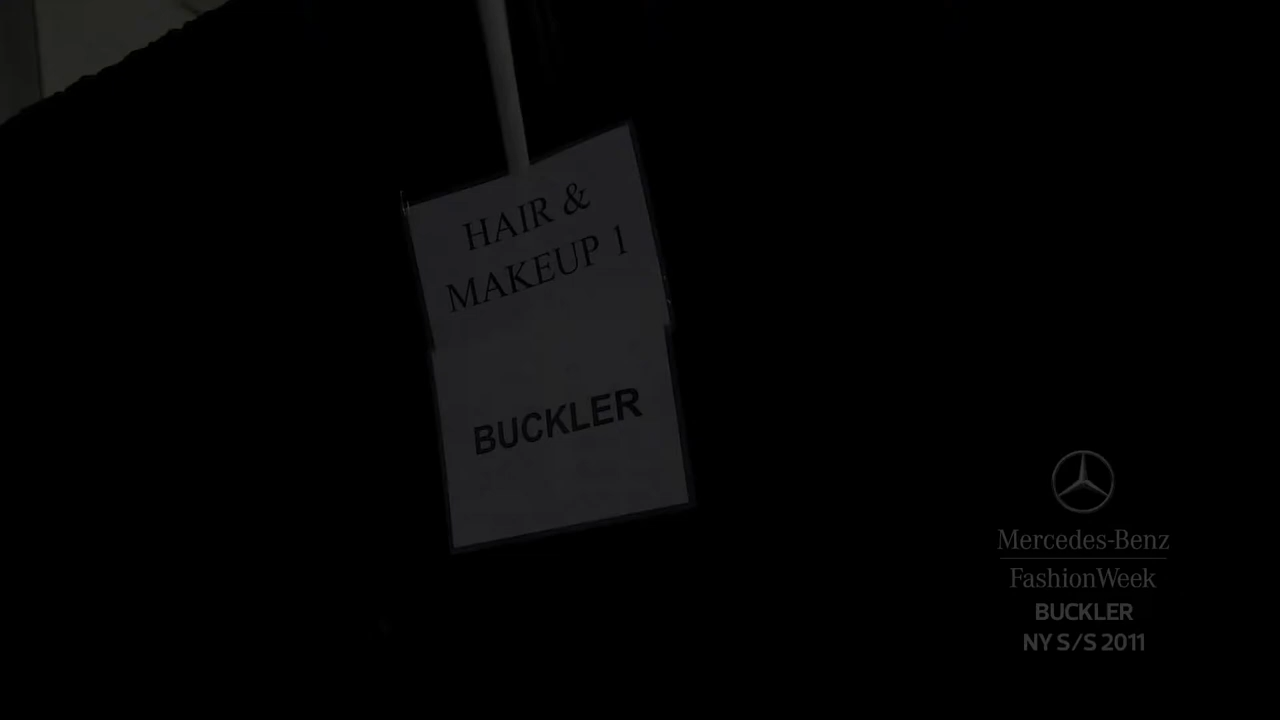 HAIR &
MAKEUP 1
BUCKLER
Mercedes-Benz
FashionWeek
BUCKLER
NY S/S 2011